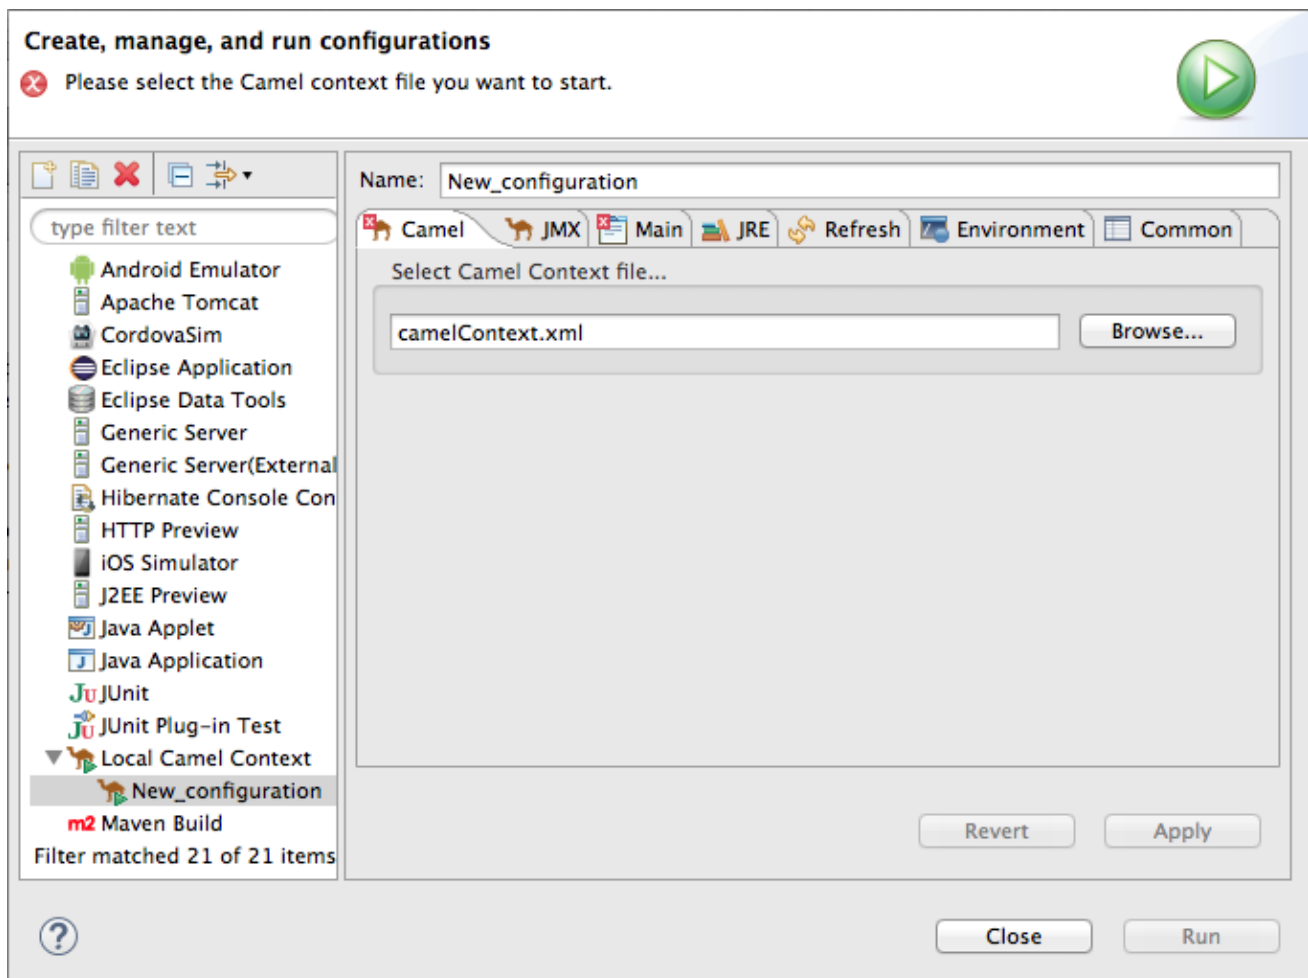 Create, manage, and run configurations
Please select the Camel context file you want to start.
type filter text
Android Emulator
Apache Tomcat
CordovaSim
Eclipse Application
Eclipse Data Tools
Generic Server
Generic Server(External
Hibernate Console Con
HTTP Preview
iOS Simulator
J2EE Preview
Java Applet
Java Application
Ju JUnit
JU JUnit Plug-in Test
Local Camel Context
New_configuration
m2 Maven Build
Filter matched 21 of 21 items
Name: New_configuration
Camel JMX Main JRE Refresh Environment Common
Select Camel Context file...
camelContext.xml Browse...
Revert Apply
? Close Run